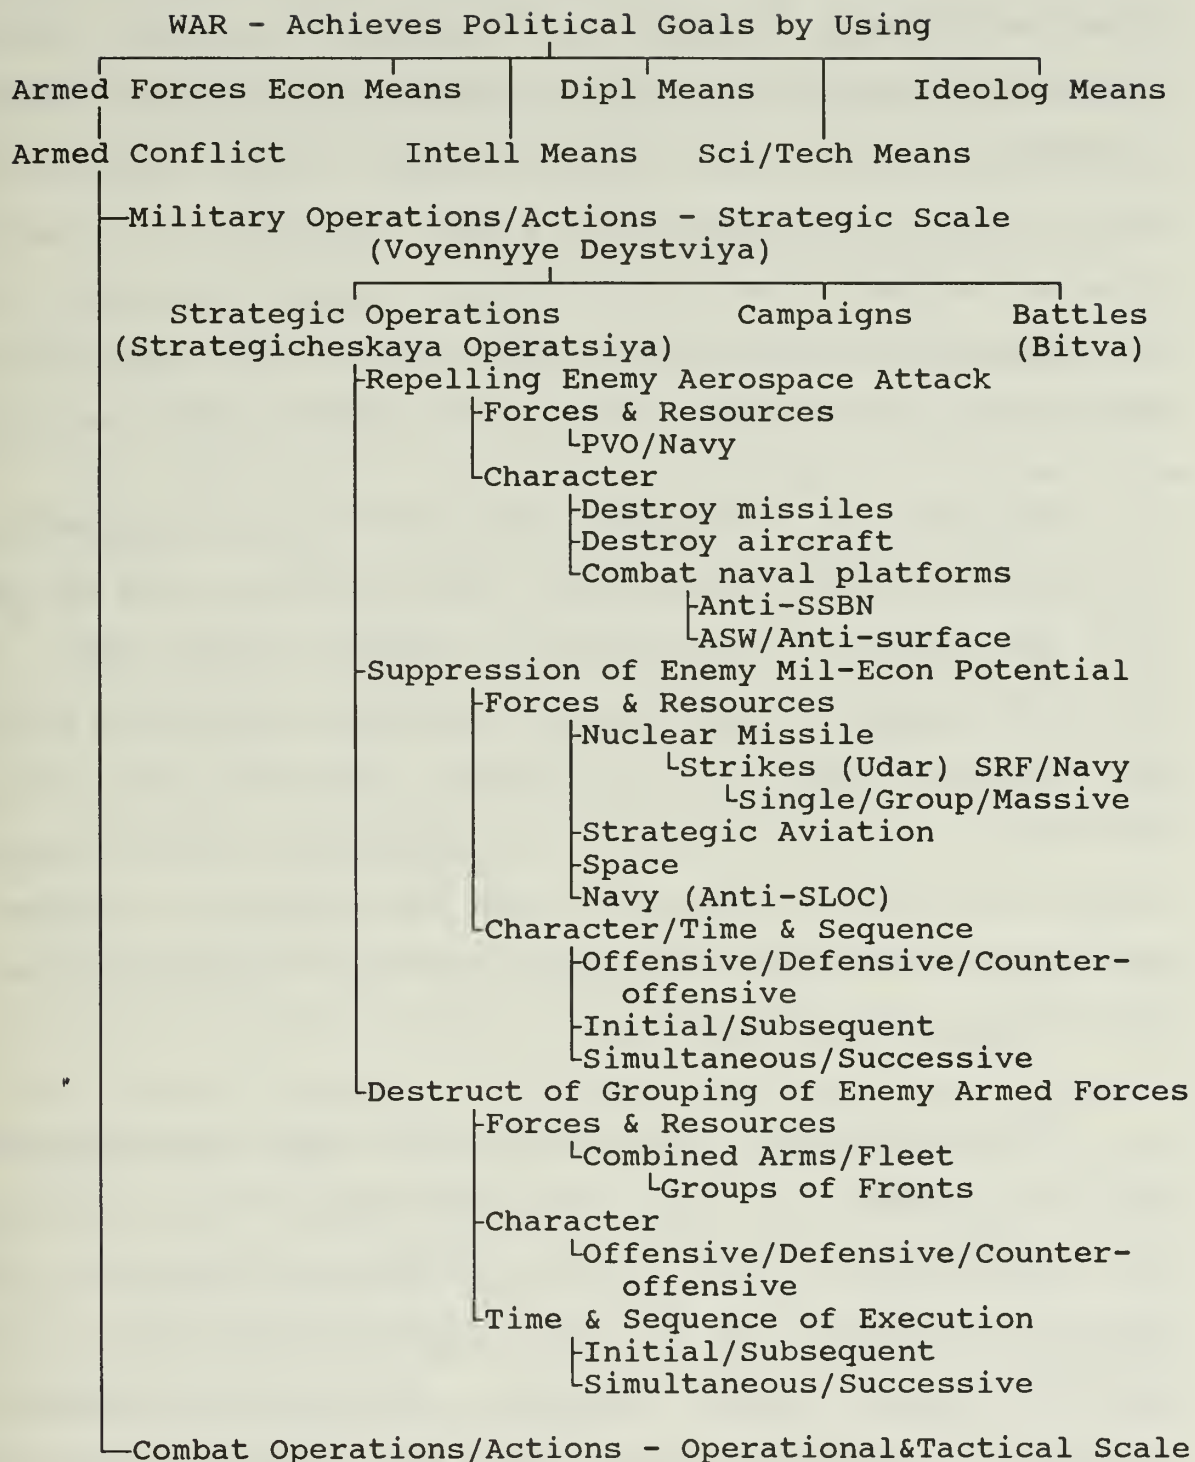 WAR - Achieves Political Goals by Using
Armed Forces Econ Means Dipl Means Ideolog Means
Armed Conflict Intell Means Sci/Tech Means
Military Operations/Actions - Strategic Scale
(Voyennyye Deystviya)
Strategic Operations Campaigns Battles
(Strategicheskaya Operatsiya) (Bitva)
Repelling Enemy Aerospace Attack
Forces & Resources
PVO/Navy
Character
Destroy missiles
Destroy aircraft
Combat naval platforms
Anti-SSBN
ASW/Anti-surface
Suppression of Enemy Mil-Econ Potential
Forces & Resources
Nuclear Missile
Strikes (Udar) SRF/Navy
Single/Group/Massive
Strategic Aviation
Space
Navy (Anti-SLOC)
Character/Time & Sequence
Offensive/Defensive/Counter-
offensive
Initial/Subsequent
Simultaneous/Successive
Destruct of Grouping of Enemy Armed Forces
Forces & Resources
Combined Arms/Fleet
Groups of Fronts
Character
Offensive/Defensive/Counter-
offensive
Time & Sequence of Execution
Initial/Subsequent
Simultaneous/Successive
Combat Operations/Actions - Operational&Tactical Scale